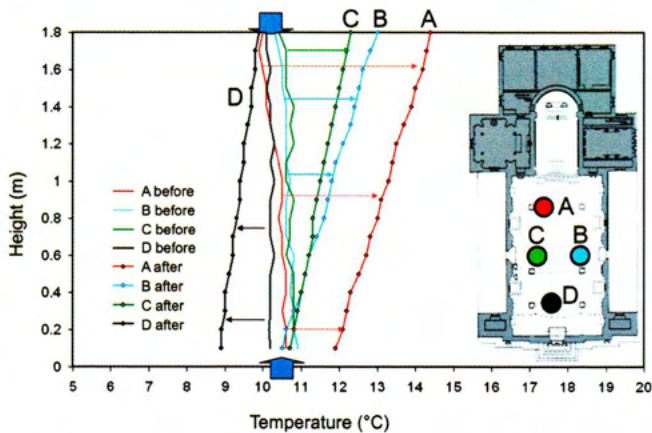 C B A
1.8
1.6
1.4
1.2
1
0.8
0.6
0.4
0.2
0
Height (m)
D
A before
B before
C before
D before
A after
B after
C after
D after
A
C B
D
5 6 7 8 9 10 11 12 13 14 15 16 17 18 19 20
Temperature (°C)